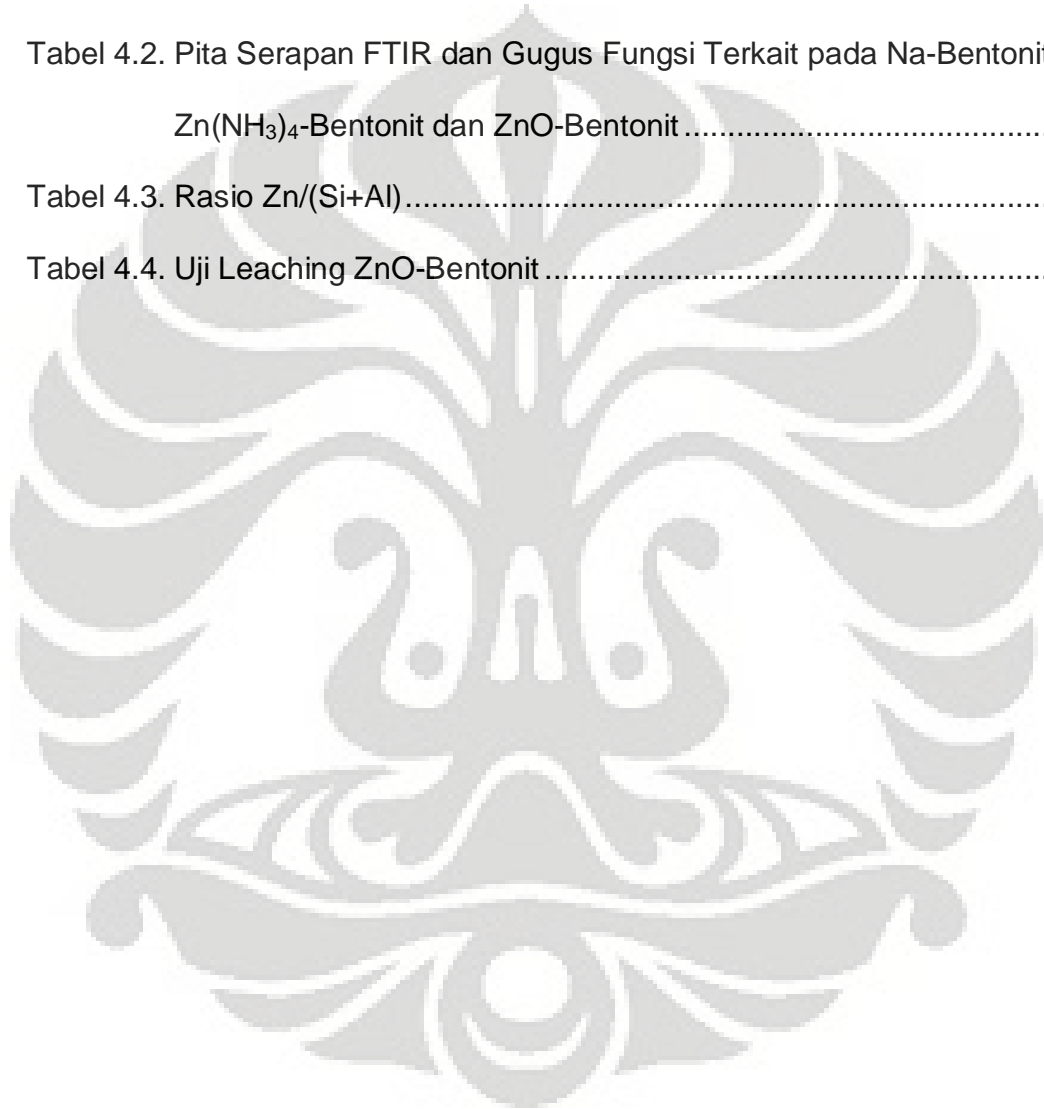 Tabel 4.2. Pita Serapan FTIR dan Gugus Fungsi Terkait pada Na-Bentonit
Zn(NH₃)₄-Bentonit dan ZnO-Bentonit ........................................
Tabel 4.3. Rasio Zn/(Si+Al) ........................................................................
Tabel 4.4. Uji Leaching ZnO-Bentonit ........................................................